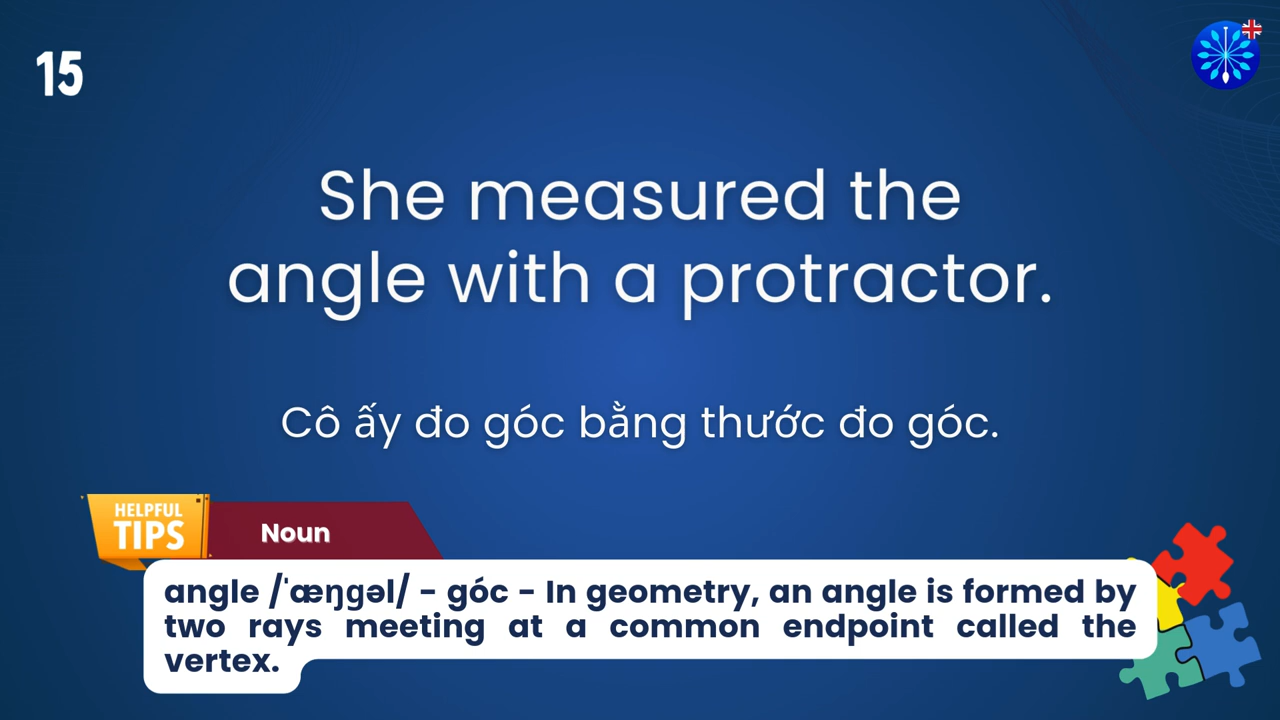 15
She measured the
angle with a protractor.
Cô ấy đo góc bằng thước đo góc.
HELPFUL
TIPS
Noun
angle /ˈæŋɡəl/ - góc - In geometry, an angle is formed by
two rays meeting at a common endpoint called the
vertex.